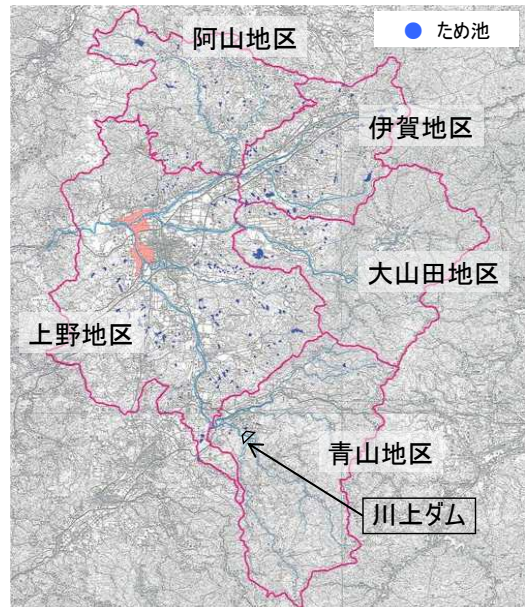 阿山地区
ため池
伊賀地区
大山田地区
上野地区
青山地区
川上ダム